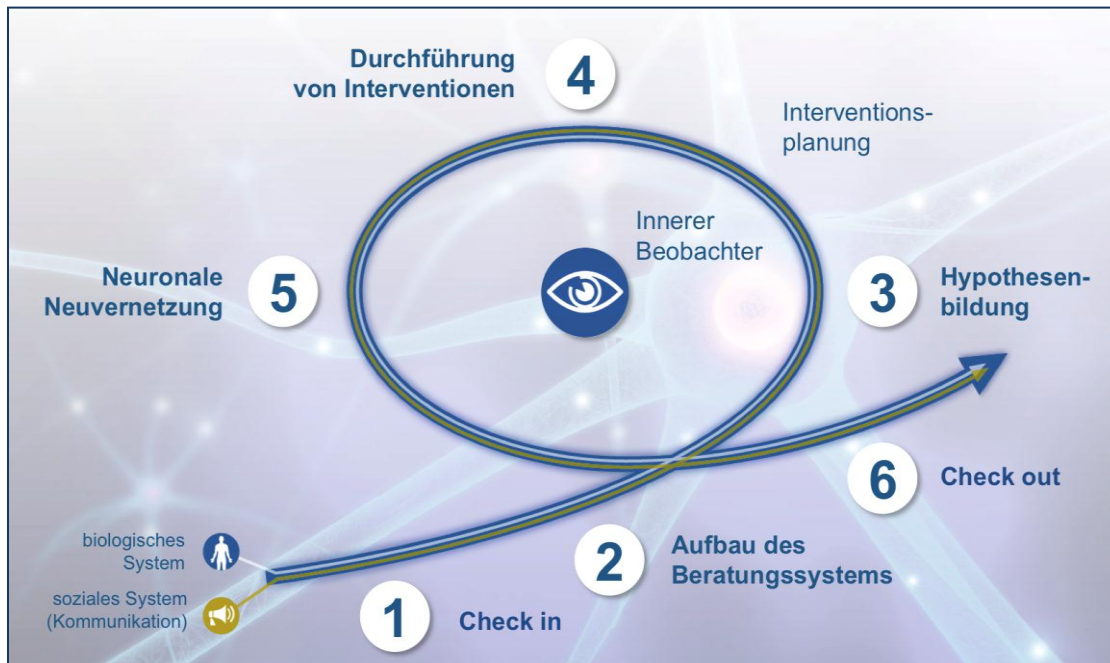 Durchführung
von Interventionen
4
Interventions-
planung
Innerer
Beobachter
Neuronale
Neuvernetzung
5
3
Hypothesen-
bildung
6
Check out
biologisches
System
2
Aufbau des
Beratungssystems
soziales System
(Kommunikation)
1
Check in